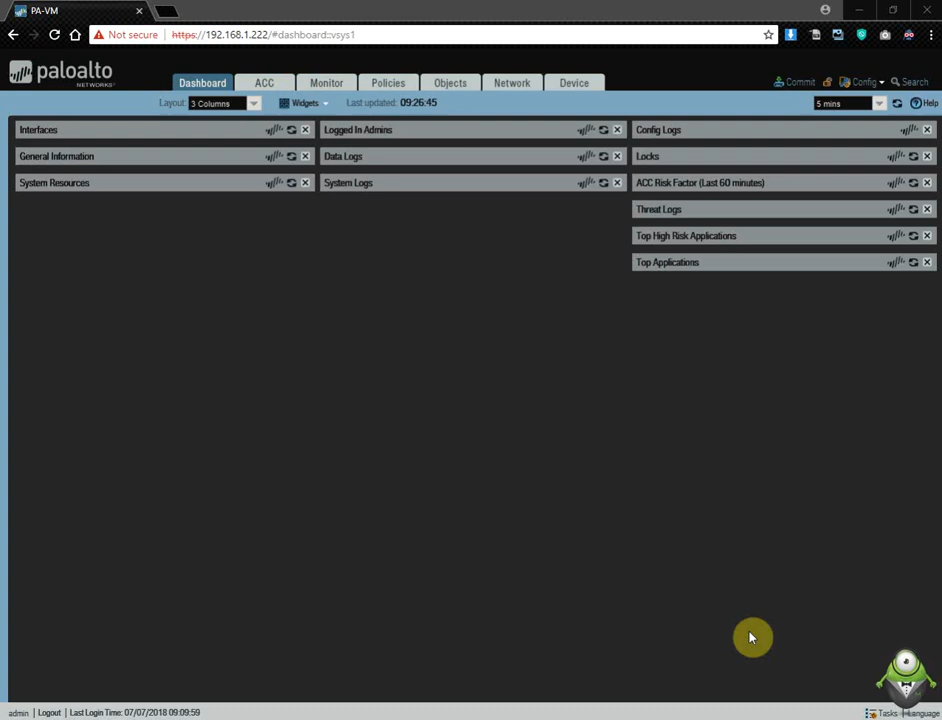 PA-VM
Not secure | https://192.168.1.222/#dashboard::vsys1
paloalto
NETWORKS®
Dashboard ACC Monitor Policies Objects Network Device
Commit Config Search
Layout: 3 Columns Widgets Last updated: 09:26:45 5 mins Help
Interfaces Logged In Admins Config Logs
General Information Data Logs Locks
System Resources System Logs ACC Risk Factor (Last 60 minutes)
Threat Logs
Top High Risk Applications
Top Applications
admin | Logout | Last Login Time: 07/07/2018 09:09:59 Tasks | Language